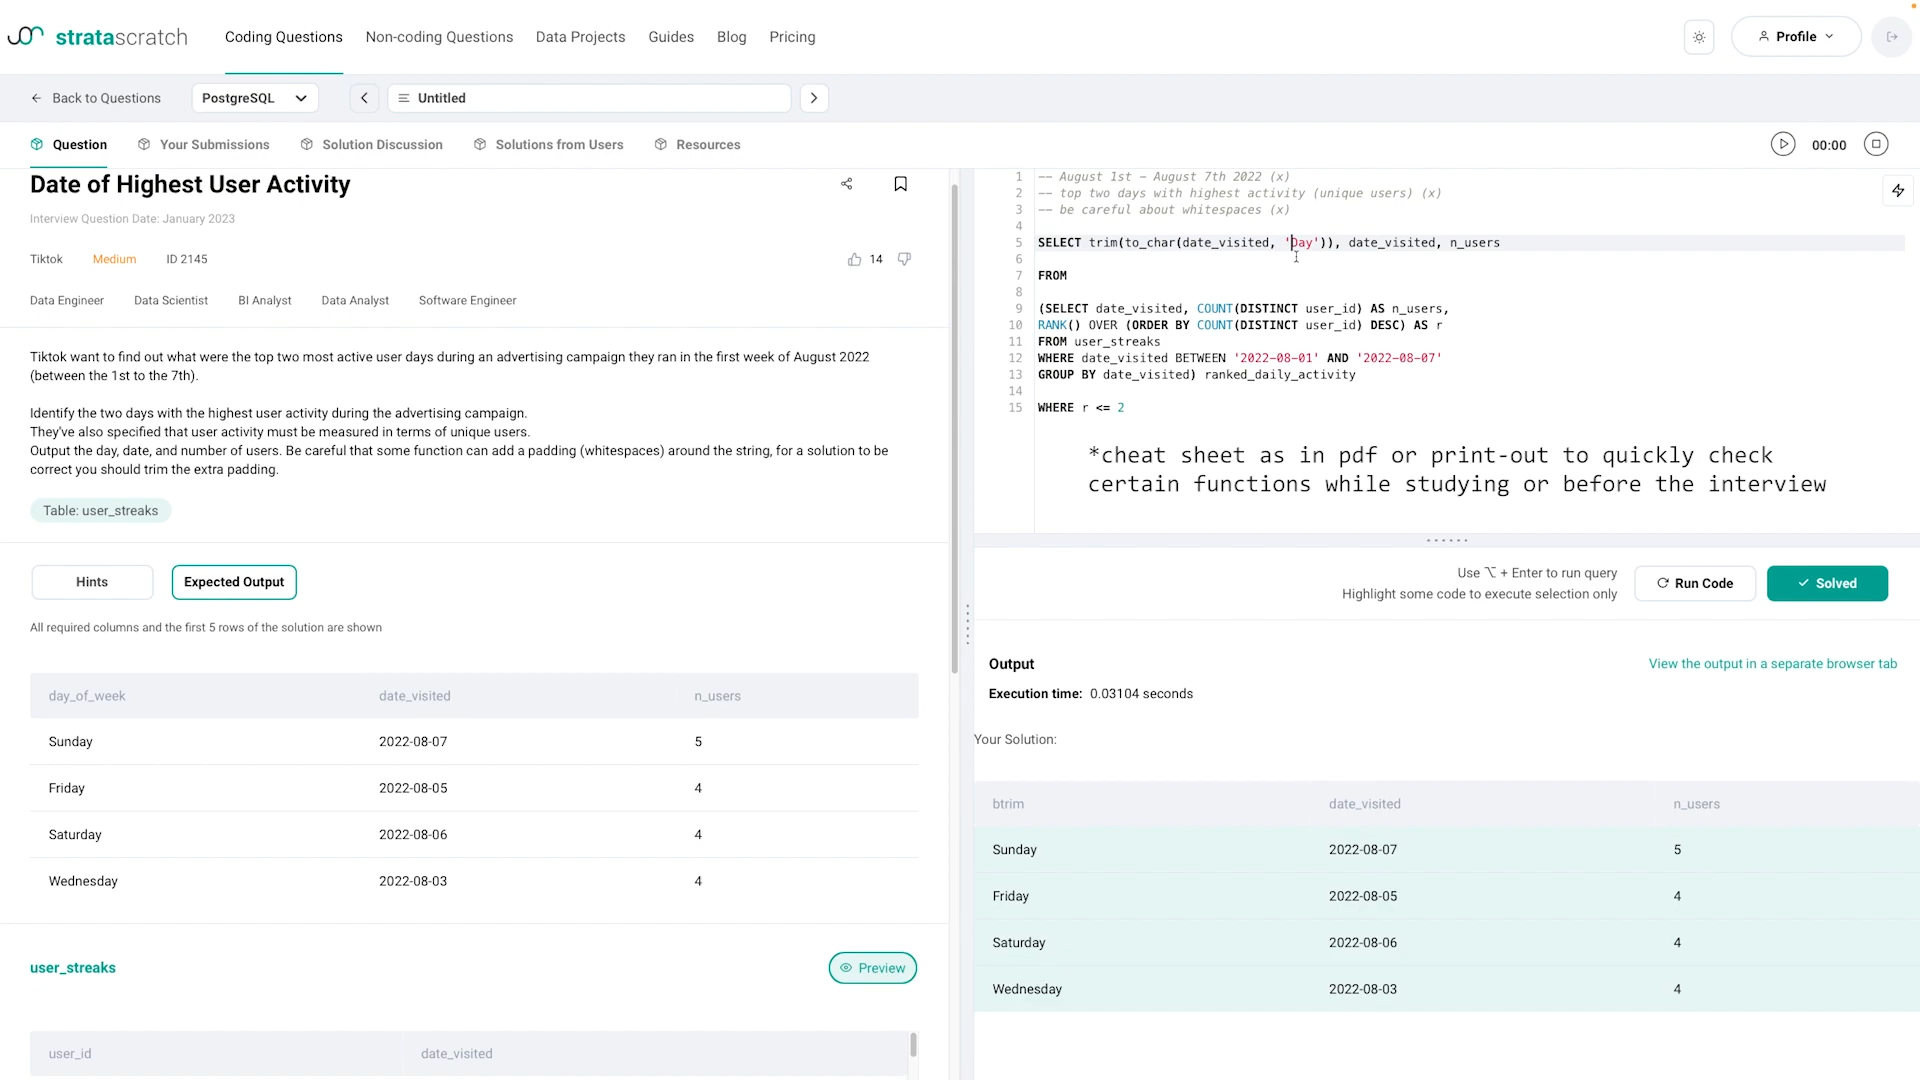 stratascratch
Coding Questions
Non-coding Questions
Data Projects
Guides
Blog
Pricing
Profile
Back to Questions
PostgreSQL
Untitled
Question
Your Submissions
Solution Discussion
Solutions from Users
Resources
00:00
Date of Highest User Activity
Interview Question Date: January 2023
Tiktok
Medium
ID 2145
14
Data Engineer
Data Scientist
BI Analyst
Data Analyst
Software Engineer
Tiktok want to find out what were the top two most active user days during an advertising campaign they ran in the first week of August 2022
(between the 1st to the 7th).
Identify the two days with the highest user activity during the advertising campaign.
They've also specified that user activity must be measured in terms of unique users.
Output the day, date, and number of users. Be careful that some function can add a padding (whitespaces) around the string, for a solution to be
correct you should trim the extra padding.
Table: user_streaks
Hints
Expected Output
All required columns and the first 5 rows of the solution are shown
day_of_week date_visited n_users
Sunday 2022-08-07 5
Friday 2022-08-05 4
Saturday 2022-08-06 4
Wednesday 2022-08-03 4
user_streaks
Preview
user_id date_visited
1 -- August 1st - August 7th 2022 (x)
2 -- top two days with highest activity (unique users) (x)
3 -- be careful about whitespaces (x)
4
5 SELECT trim(to_char(date_visited, 'Day')), date_visited, n_users
6
7 FROM
8
9 (SELECT date_visited, COUNT(DISTINCT user_id) AS n_users,
10 RANK() OVER (ORDER BY COUNT(DISTINCT user_id) DESC) AS r
11 FROM user_streaks
12 WHERE date_visited BETWEEN '2022-08-01' AND '2022-08-07'
13 GROUP BY date_visited) ranked_daily_activity
14
15 WHERE r <= 2
*cheat sheet as in pdf or print-out to quickly check
certain functions while studying or before the interview
Use ⌥ + Enter to run query
Highlight some code to execute selection only
Run Code
Solved
Output
View the output in a separate browser tab
Execution time: 0.03104 seconds
Your Solution:
btrim date_visited n_users
Sunday 2022-08-07 5
Friday 2022-08-05 4
Saturday 2022-08-06 4
Wednesday 2022-08-03 4